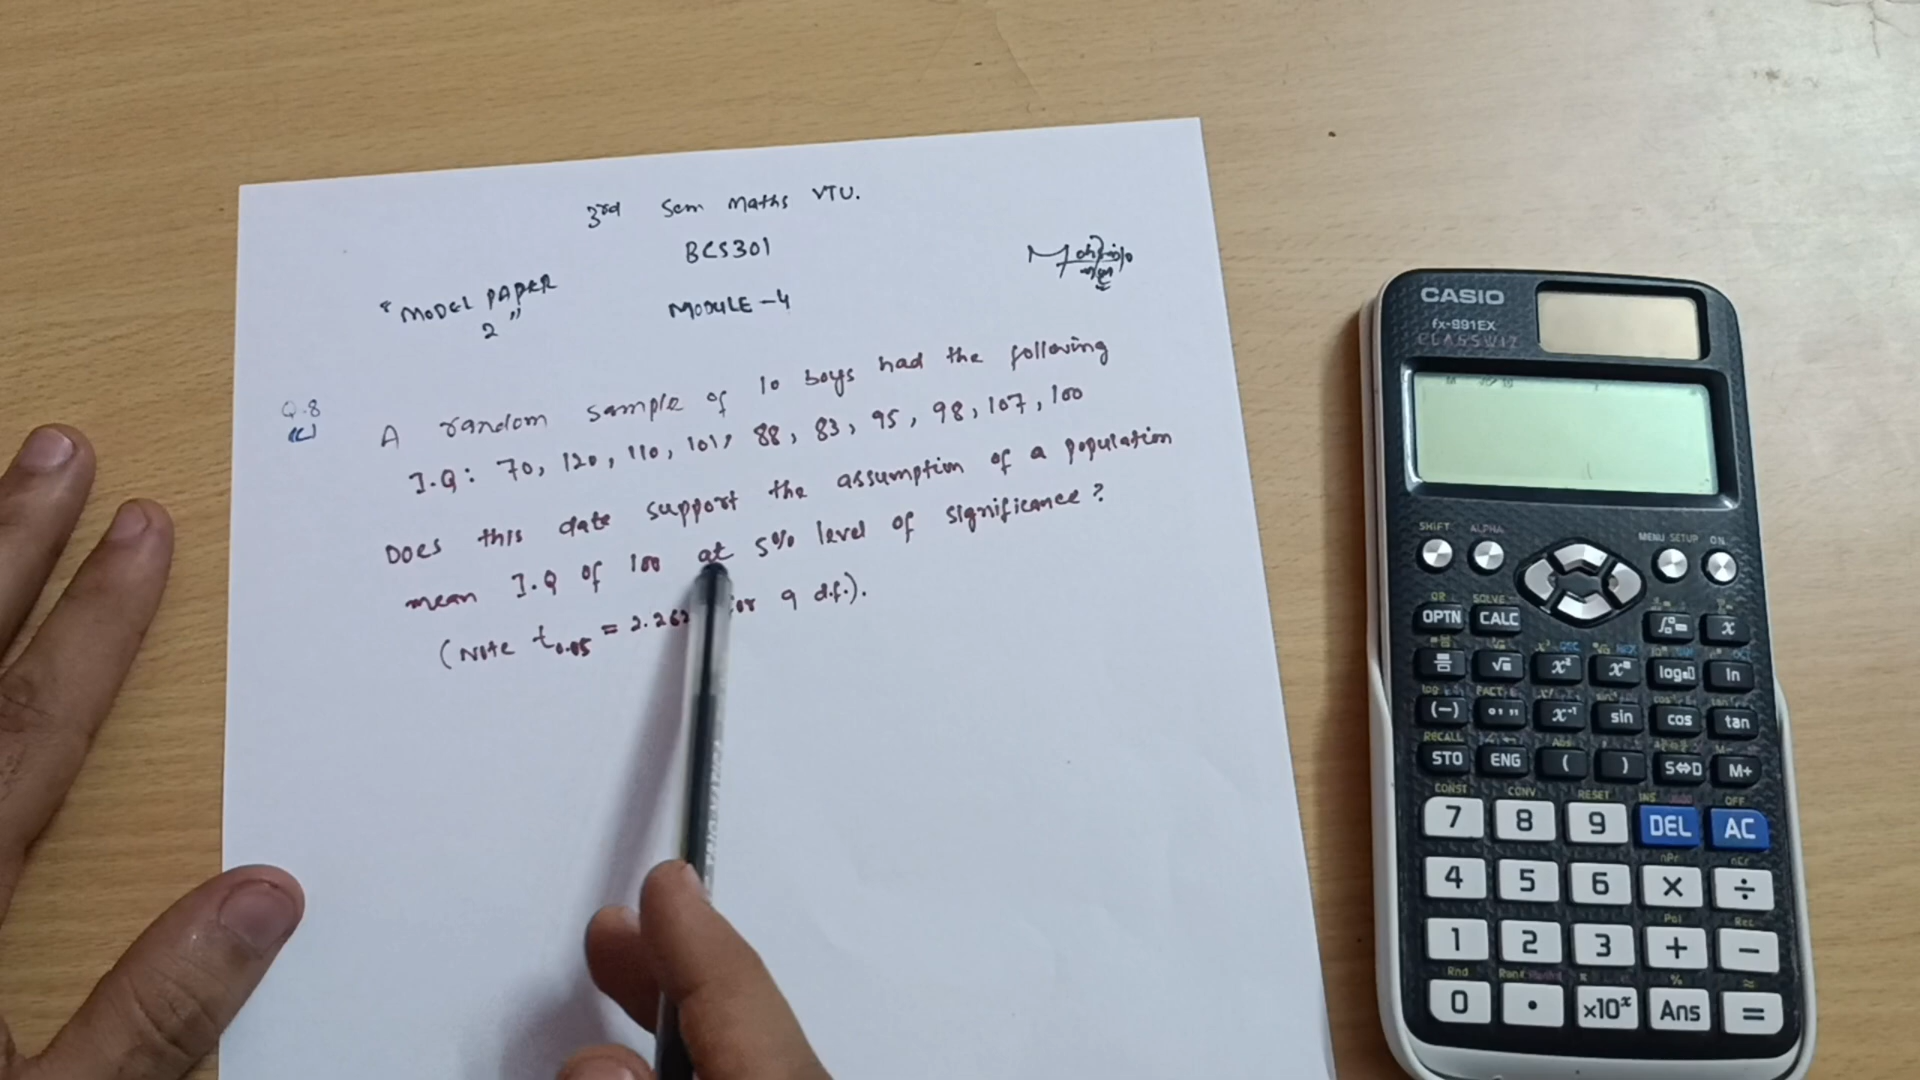 3rd Sem Maths VTU.
BCS301
"MODEL PAPER
2"
MODULE-4
Q.8
(c)
A random sample of 10 boys had the following
I.Q: 70, 120, 110, 101, 88, 83, 95, 98, 107, 100
Does this date support the assumption of a population
mean I.Q of 100 at 5% level of significance?
(Note t0.05 = 2.262 for 9 d.f.).
CASIO
fx-991EX
CLASSWIZ
SHIFT ALPHA MENU SETUP ON
OPTN CALC x
√ x² ln
(-) x⁻¹ sin cos tan
STO ENG ( ) S⇔D M+
7 8 9 DEL AC
4 5 6 × ÷
1 2 3 + −
0 • ×10ˣ Ans =